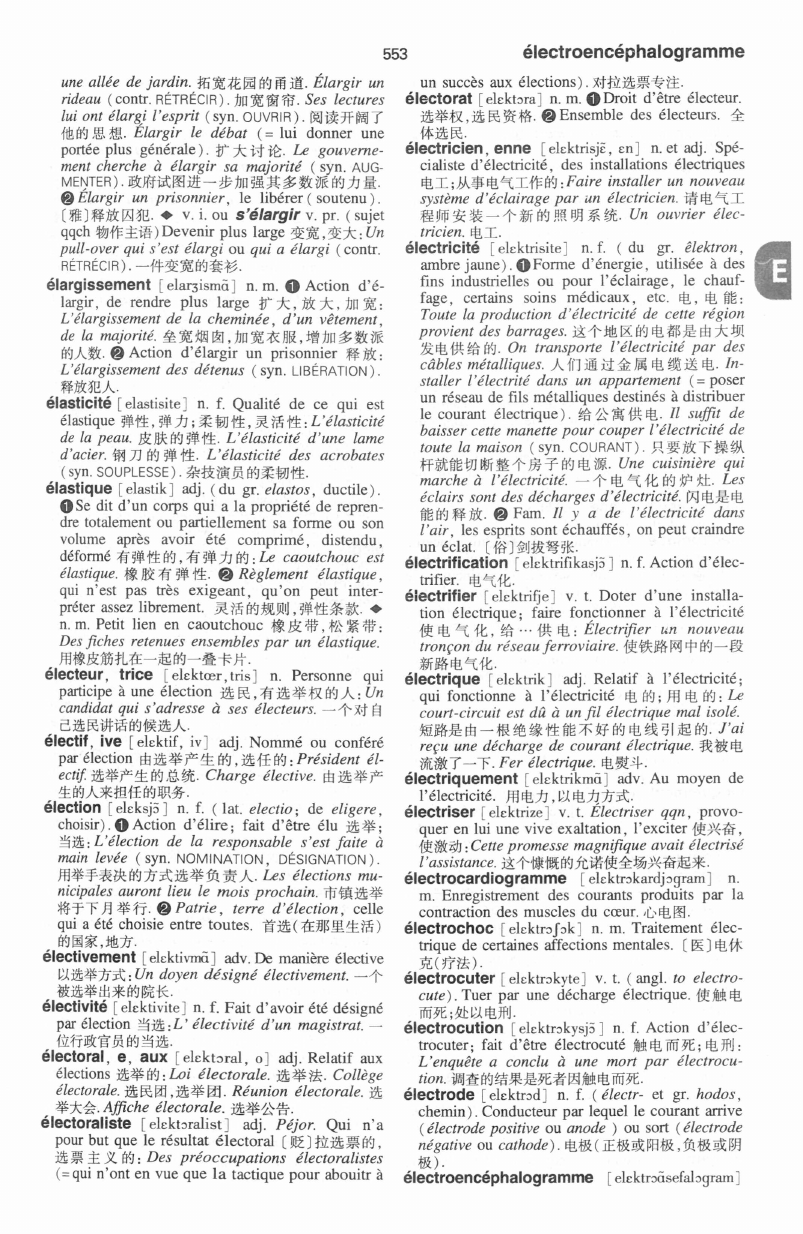 553
électroencéphalogramme
une allée de jardin. 拓宽花园的甬道. Élargir un
rideau (contr. RÉTRÉCIR). 加宽窗帘. Ses lectures
lui ont élargi l'esprit (syn. OUVRIR). 阅读开阔了
他的思想. Élargir le débat (= lui donner une
portée plus générale). 扩大讨论. Le gouverne-
ment cherche à élargir sa majorité (syn. AUG-
MENTER). 政府试图进一步加强其多数派的力量.
❷ Élargir un prisonnier, le libérer (soutenu).
〔雅〕释放囚犯. ◆ v. i. ou s'élargir v. pr. (sujet
qqch 物作主语) Devenir plus large 变宽,变大: Un
pull-over qui s'est élargi ou qui a élargi (contr.
RÉTRÉCIR). 一件变宽的套衫.
élargissement [elarʒismɑ̃] n. m. ❶ Action d'é-
largir, de rendre plus large 扩大,放大,加宽:
L'élargissement de la cheminée, d'un vêtement,
de la majorité. 垒宽烟囱,加宽衣服,增加多数派
的人数. ❷ Action d'élargir un prisonnier 释放:
L'élargissement des détenus (syn. LIBÉRATION).
释放犯人.
élasticité [elastisite] n. f. Qualité de ce qui est
élastique 弹性,弹力;柔韧性,灵活性: L'élasticité
de la peau. 皮肤的弹性. L'élasticité d'une lame
d'acier. 钢刀的弹性. L'élasticité des acrobates
(syn. SOUPLESSE). 杂技演员的柔韧性.
élastique [elastik] adj. (du gr. elastos, ductile).
❶ Se dit d'un corps qui a la propriété de repren-
dre totalement ou partiellement sa forme ou son
volume après avoir été comprimé, distendu,
déformé 有弹性的,有弹力的: Le caoutchouc est
élastique. 橡胶有弹性. ❷ Règlement élastique,
qui n'est pas très exigeant, qu'on peut inter-
préter assez librement. 灵活的规则,弹性条款. ◆
n. m. Petit lien en caoutchouc 橡皮带,松紧带:
Des fiches retenues ensembles par un élastique.
用橡皮筋扎在一起的一叠卡片.
électeur, trice [elɛktœr,tris] n. Personne qui
participe à une élection 选民,有选举权的人: Un
candidat qui s'adresse à ses électeurs. 一个对自
己选民讲话的候选人.
électif, ive [elektif, iv] adj. Nommé ou conféré
par élection 由选举产生的,选任的: Président él-
ectif. 选举产生的总统. Charge élective. 由选举产
生的人来担任的职务.
élection [elɛksjɔ̃] n. f. (lat. electio; de eligere,
choisir). ❶ Action d'élire; fait d'être élu 选举;
当选: L'élection de la responsable s'est faite à
main levée (syn. NOMINATION, DÉSIGNATION).
用举手表决的方式选举负责人. Les élections mu-
nicipales auront lieu le mois prochain. 市镇选举
将于下月举行. ❷ Patrie, terre d'élection, celle
qui a été choisie entre toutes. 首选(在那里生活)
的国家,地方.
électivement [elɛktivmɑ̃] adv. De manière élective
以选举方式: Un doyen désigné électivement. 一个
被选举出来的院长.
électivité [elɛktivite] n. f. Fait d'avoir été désigné
par élection 当选: L' électivité d'un magistrat. 一
位行政官员的当选.
électoral, e, aux [elɛktɔral, o] adj. Relatif aux
élections 选举的: Loi électorale. 选举法. Collège
électorale. 选民团,选举团. Réunion électorale. 选
举大会. Affiche électorale. 选举公告.
électoraliste [elɛktɔralist] adj. Péjor. Qui n'a
pour but que le résultat électoral 〔贬〕拉选票的,
选票主义的: Des préoccupations électoralistes
(= qui n'ont en vue que la tactique pour abouitr à
un succès aux élections). 对拉选票专注.
électorat [elɛktɔra] n. m. ❶ Droit d'être électeur.
选举权,选民资格. ❷ Ensemble des électeurs. 全
体选民.
électricien, enne [elɛktrisjɛ̃, ɛn] n. et adj. Spé-
cialiste d'électricité, des installations électriques
电工;从事电气工作的: Faire installer un nouveau
système d'éclairage par un électricien. 请电气工
程师安装一个新的照明系统. Un ouvrier élec-
tricien. 电工.
électricité [elɛktrisite] n. f. ( du gr. êlektron,
ambre jaune). ❶ Forme d'énergie, utilisée à des
fins industrielles ou pour l'éclairage, le chauf-
fage, certains soins médicaux, etc. 电,电能:
Toute la production d'électricité de cette région
provient des barrages. 这个地区的电都是由大坝
发电供给的. On transporte l'électricité par des
câbles métalliques. 人们通过金属电缆送电. In-
staller l'électrité dans un appartement (= poser
un réseau de fils métalliques destinés à distribuer
le courant électrique). 给公寓供电. Il suffit de
baisser cette manette pour couper l'électricité de
toute la maison (syn. COURANT). 只要放下操纵
杆就能切断整个房子的电源. Une cuisinière qui
marche à l'électricité. 一个电气化的炉灶. Les
éclairs sont des décharges d'électricité. 闪电是电
能的释放. ❷ Fam. Il y a de l'électricité dans
l'air, les esprits sont échauffés, on peut craindre
un éclat. 〔俗〕剑拔弩张.
électrification [elɛktrifikasjɔ̃] n. f. Action d'élec-
trifier. 电气化.
électrifier [elɛktrifje] v. t. Doter d'une installa-
tion électrique; faire fonctionner à l'électricité
使电气化,给…供电: Électrifier un nouveau
tronçon du réseau ferroviaire. 使铁路网中的一段
新路电气化.
électrique [elɛktrik] adj. Relatif à l'électricité;
qui fonctionne à l'électricité 电的;用电的: Le
court-circuit est dû à un fil électrique mal isolé.
短路是由一根绝缘性能不好的电线引起的. J'ai
reçu une décharge de courant électrique. 我被电
流激了一下. Fer électrique. 电熨斗.
électriquement [elɛktrikmɑ̃] adv. Au moyen de
l'électricité. 用电力,以电力方式.
électriser [elɛktrize] v. t. Électriser qqn, provo-
quer en lui une vive exaltation, l'exciter 使兴奋,
使激动: Cette promesse magnifique avait électrisé
l'assistance. 这个慷慨的允诺使全场兴奋起来.
électrocardiogramme [elɛktrɔkardjɔgram] n.
m. Enregistrement des courants produits par la
contraction des muscles du cœur. 心电图.
électrochoc [elɛktrɔʃɔk] n. m. Traitement élec-
trique de certaines affections mentales. 〔医〕电休
克(疗法).
électrocuter [elɛktrɔkyte] v. t. (angl. to electro-
cute). Tuer par une décharge électrique. 使触电
而死;处以电刑.
électrocution [elɛktrɔkysjɔ̃] n. f. Action d'élec-
trocuter; fait d'être électrocuté 触电而死;电刑:
L'enquête a conclu à une mort par électrocu-
tion. 调查的结果是死者因触电而死.
électrode [elɛktrɔd] n. f. (électr- et gr. hodos,
chemin). Conducteur par lequel le courant arrive
(électrode positive ou anode ) ou sort (électrode
négative ou cathode). 电极(正极或阳极,负极或阴
极).
électroencéphalogramme [elɛktrɔɑ̃sefalɔgram]
E